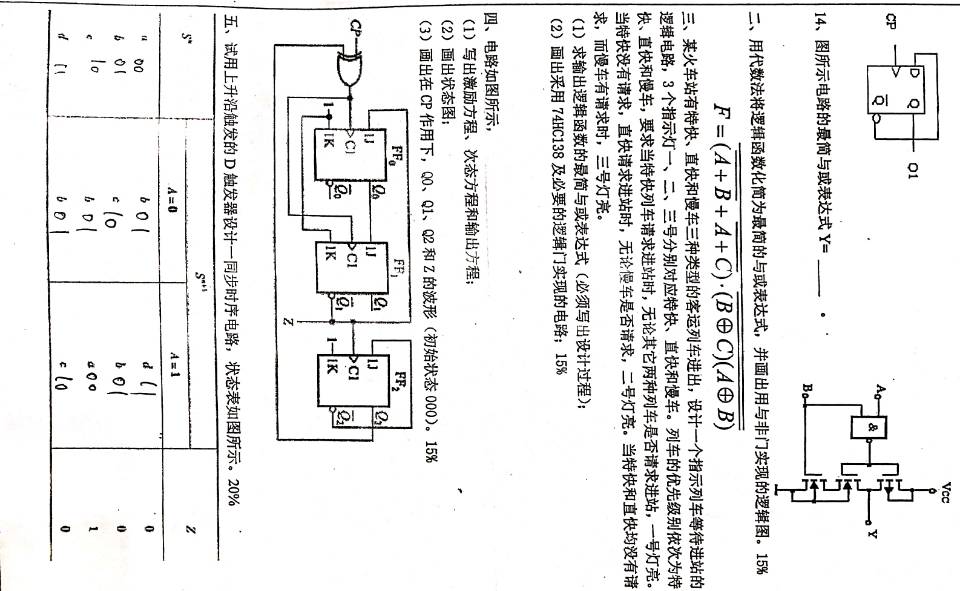 CP
D
Q
Q̅
Q1
14、图所示电路的最简与或表达式 Y= ______ 。
A
B
&
Vcc
Y
二、用代数法将逻辑函数化简为最简的与或表达式，并画出用与非门实现的逻辑图。15%
F = (A + B + A + C)·(B ⊕ C)(A ⊕ B)
三、某火车站有特快、直快和慢车三种类型的客运列车进出，设计一个指示列车等待进站的
逻辑电路，3 个指示灯一、二、三号分别对应特快、直快和慢车。列车的优先级别依次为特
快、直快和慢车，要求当特快列车请求进站时，无论其它两种列车是否请求进站，一号灯亮。
当特快没有请求，直快请求进站时，无论慢车是否请求，二号灯亮。当特快和直快均没有请
求，而慢车有请求时，三号灯亮。
（1）求输出逻辑函数的最简与或表达式（必须写出设计过程）；
（2）画出采用 74HC138 及必要的逻辑门实现的电路；15%
四、电路如图所示，
（1）写出激励方程、次态方程和输出方程；
（2）画出状态图；
（3）画出在 CP 作用下，Q0、Q1、Q2 和 Z 的波形（初始状态 000）。15%
CP
FF₀ FF₁ FF₂
1J Q₀ 1J Q₁ 1J Q₂
C1 C1 C1
1 1K Q̅₀ 1K Q̅₁ 1 1K Q̅₂
Z
五、试用上升沿触发的 D 触发器设计一同步时序电路，状态表如图所示。20%
Sⁿ Sⁿ⁺¹ Z
A=0 A=1
a 00 b 01 d 11 0
b 01 c 10 b 01 0
c 10 b 01 a 00 1
d 11 b 01 c 10 0